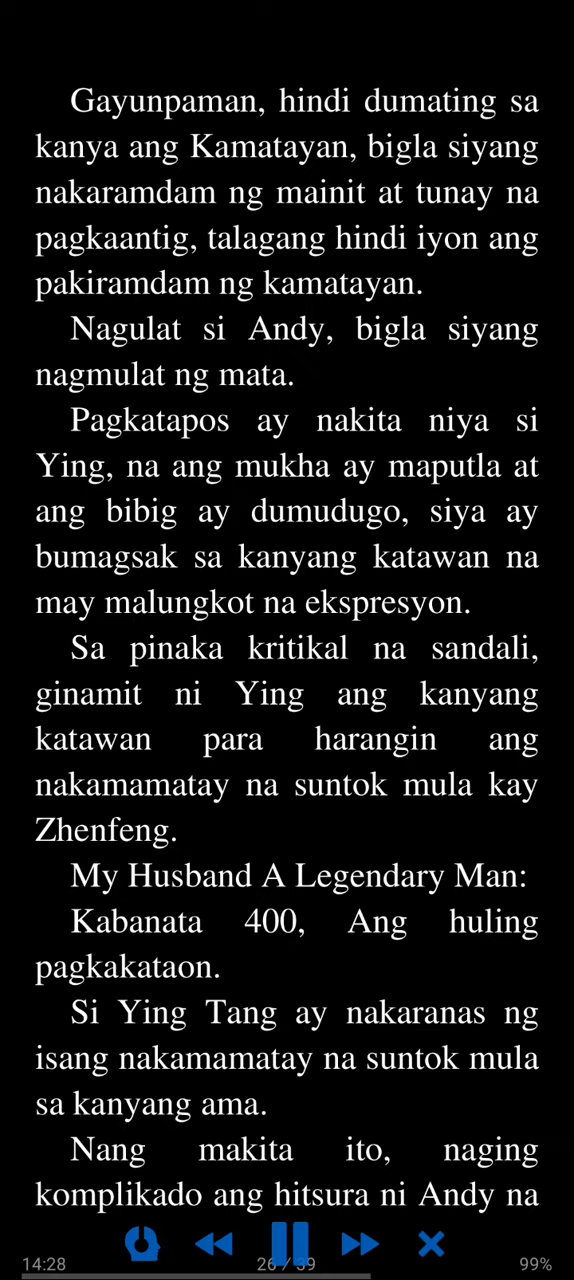 Gayunpaman, hindi dumating sa
kanya ang Kamatayan, bigla siyang
nakaramdam ng mainit at tunay na
pagkaantig, talagang hindi iyon ang
pakiramdam ng kamatayan.
Nagulat si Andy, bigla siyang
nagmulat ng mata.
Pagkatapos ay nakita niya si
Ying, na ang mukha ay maputla at
ang bibig ay dumudugo, siya ay
bumagsak sa kanyang katawan na
may malungkot na ekspresyon.
Sa pinaka kritikal na sandali,
ginamit ni Ying ang kanyang
katawan para harangin ang
nakamamatay na suntok mula kay
Zhenfeng.
My Husband A Legendary Man:
Kabanata 400, Ang huling
pagkakataon.
Si Ying Tang ay nakaranas ng
isang nakamamatay na suntok mula
sa kanyang ama.
Nang makita ito, naging
komplikado ang hitsura ni Andy na
14:28 26 / 39 99%